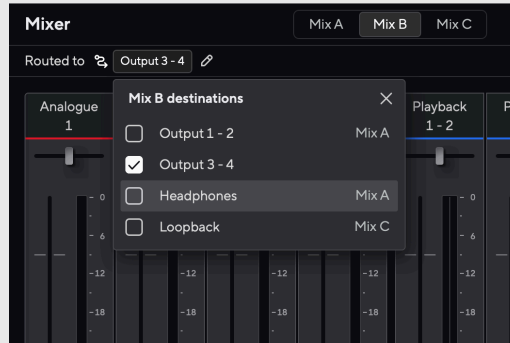 Mixer
Mix A Mix B Mix C
Routed to Output 3 - 4
Analogue
1
Mix B destinations
Output 1 - 2 Mix A
Output 3 - 4
Headphones Mix A
Loopback Mix C
Playback
1 - 2
P
0 0
6 6
-12 -12 -12 -12 -12
-18 -18 -18 -18 -18